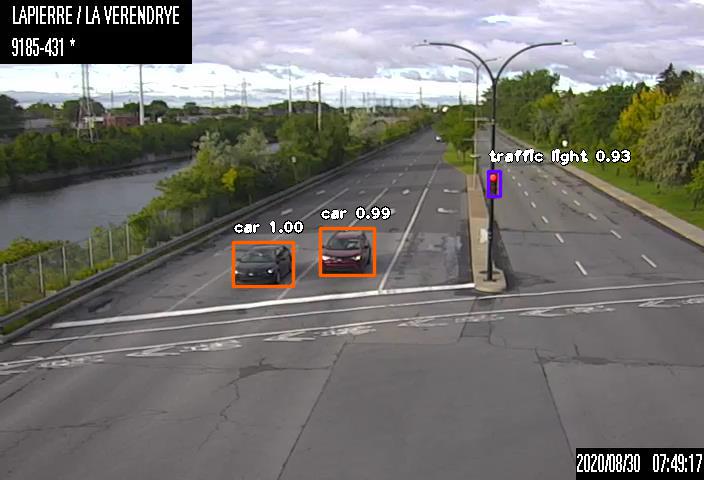 LAPIERRE / LA VERENDRYE
9185-431 *
traffic light 0.93
car 0.99
car 1.00
2020/08/30 07:49:17